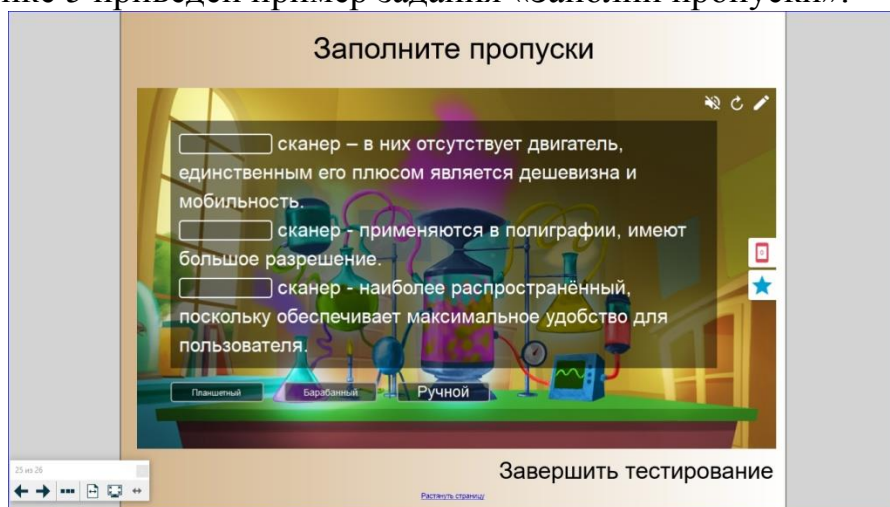 ке 5 приведен пример задания «Заполни пропуски».
Заполните пропуски
сканер – в них отсутствует двигатель,
единственным его плюсом является дешевизна и
мобильность.
сканер - применяются в полиграфии, имеют
большое разрешение.
сканер - наиболее распространённый,
поскольку обеспечивает максимальное удобство для
пользователя.
Планшетный Барабанный Ручной
Завершить тестирование
25 из 26
Растянуть страницу